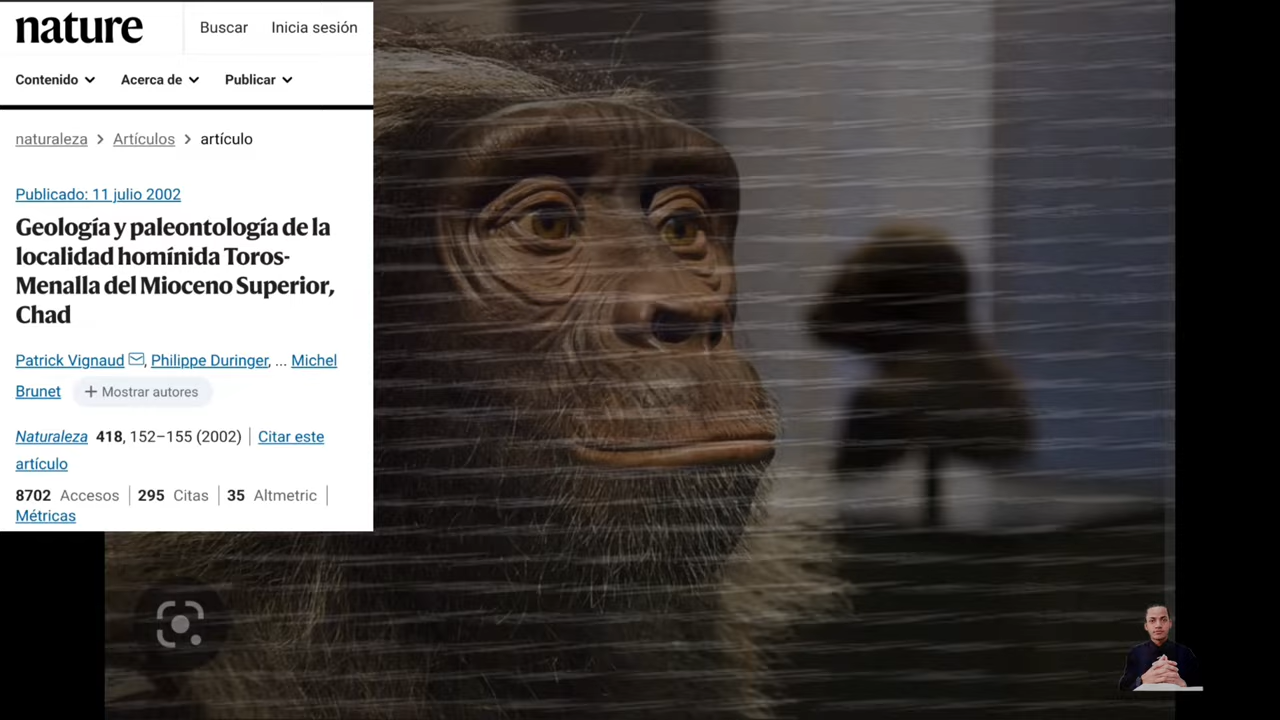 nature
Buscar Inicia sesión
Contenido Acerca de Publicar
naturaleza > Artículos > artículo
Publicado: 11 julio 2002
Geología y paleontología de la
localidad homínida Toros-
Menalla del Mioceno Superior,
Chad
Patrick Vignaud, Philippe Duringer, ... Michel
Brunet + Mostrar autores
Naturaleza 418, 152–155 (2002) | Citar este
artículo
8702 Accesos | 295 Citas | 35 Altmetric |
Métricas